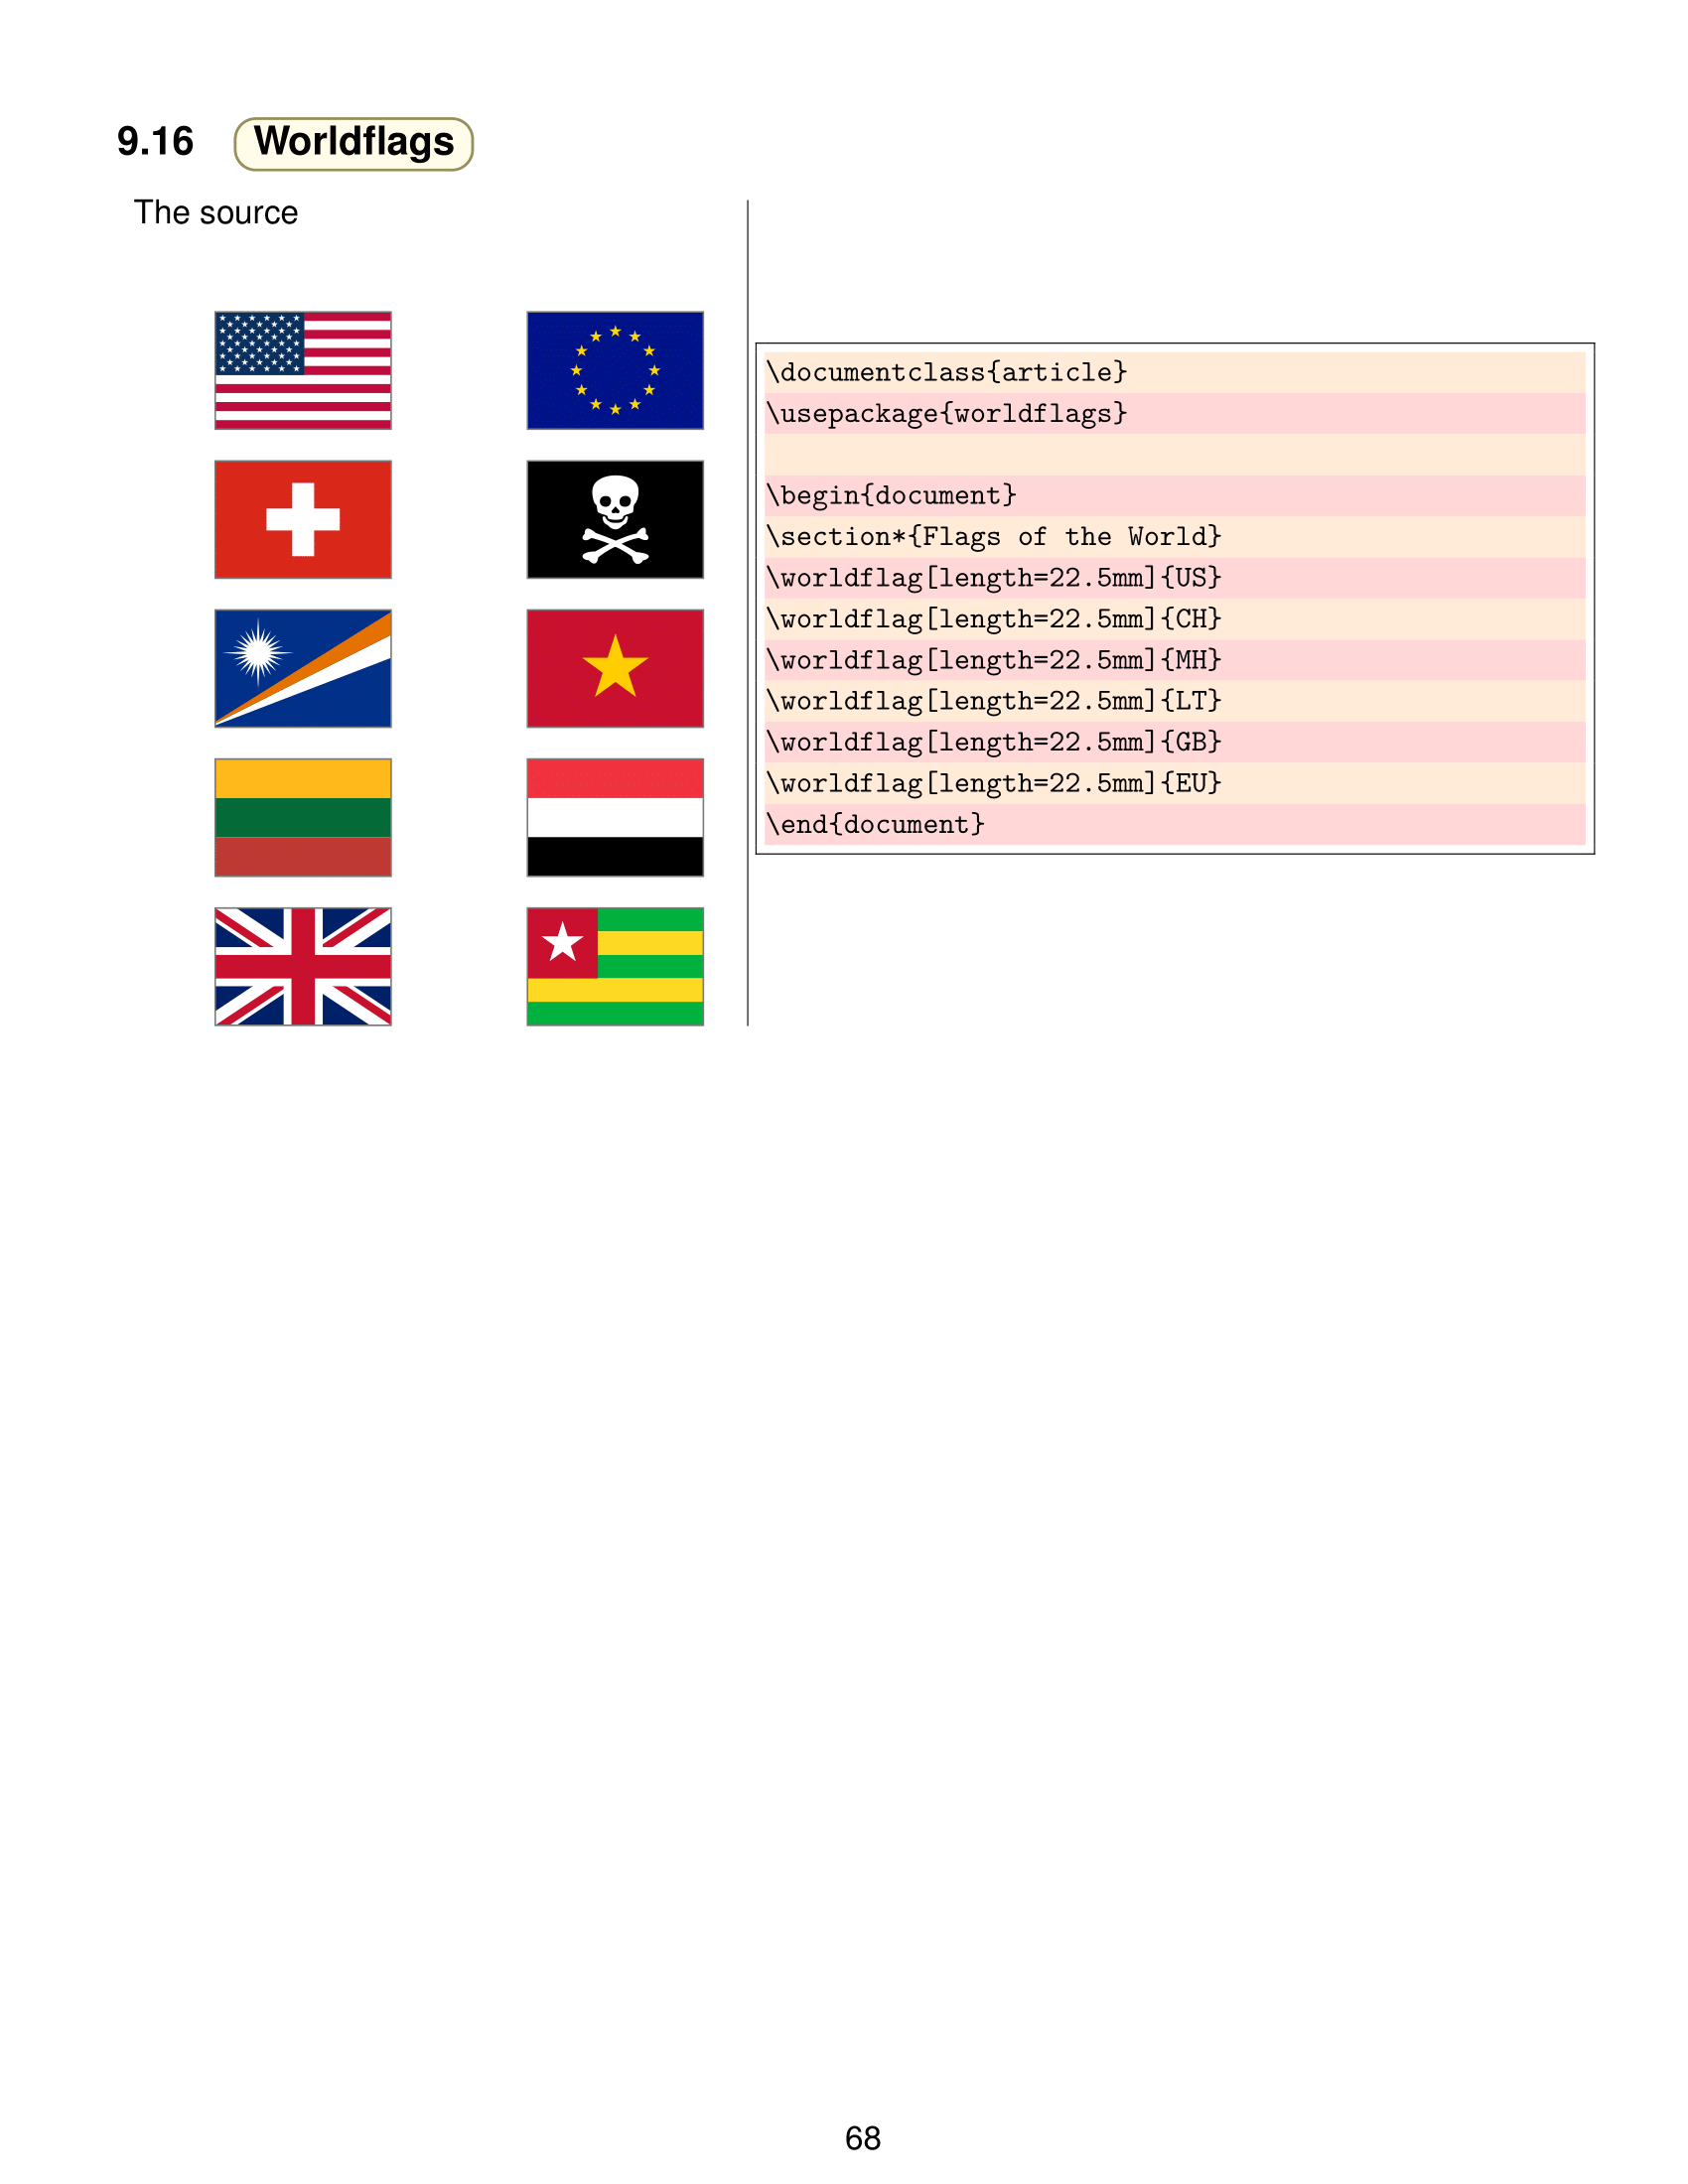 9.16 Worldflags
The source
\documentclass{article}
\usepackage{worldflags}

\begin{document}
\section*{Flags of the World}
\worldflag[length=22.5mm]{US}
\worldflag[length=22.5mm]{CH}
\worldflag[length=22.5mm]{MH}
\worldflag[length=22.5mm]{LT}
\worldflag[length=22.5mm]{GB}
\worldflag[length=22.5mm]{EU}
\end{document}
68